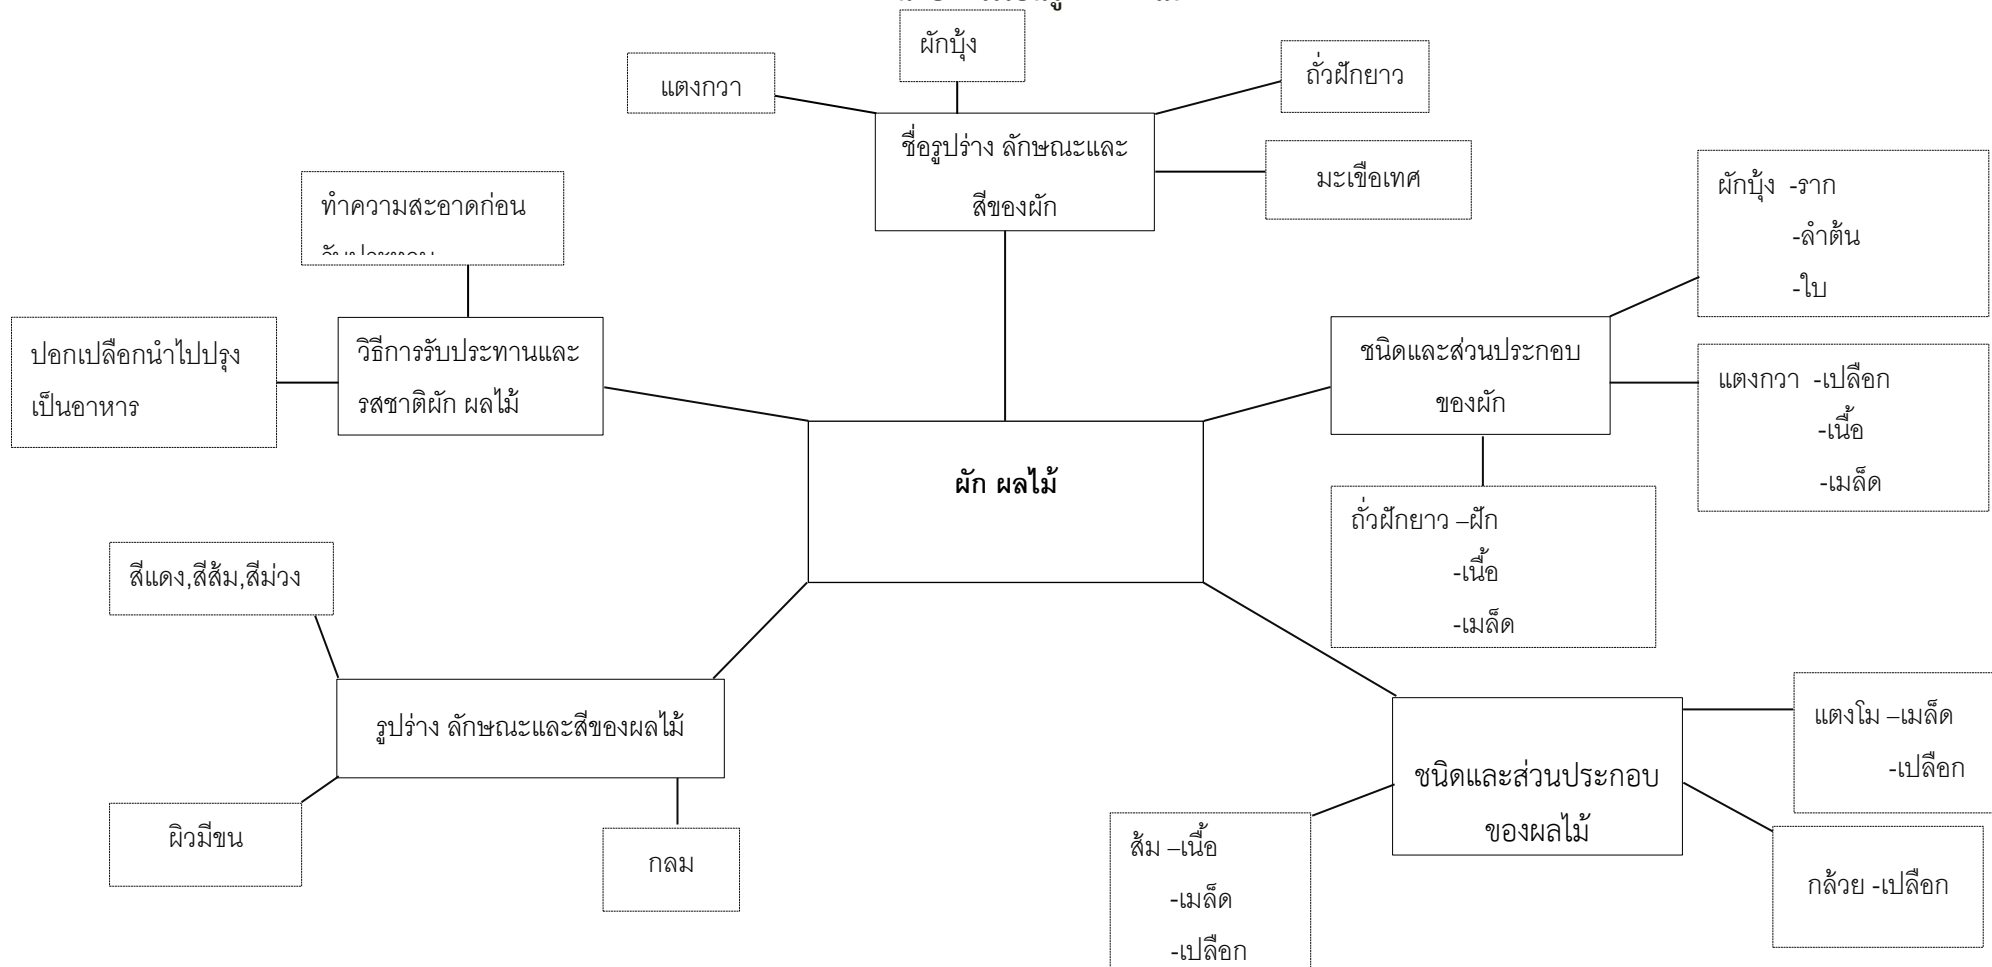 ผักบุ้ง
แตงกวา
ถั่วฝักยาว
ชื่อรูปร่าง ลักษณะและ
สีของผัก
มะเขือเทศ
ทำความสะอาดก่อน
ผักบุ้ง -ราก
-ลำต้น
-ใบ
ปอกเปลือกนำไปปรุง
เป็นอาหาร
วิธีการรับประทานและ
รสชาติผัก ผลไม้
ชนิดและส่วนประกอบ
ของผัก
แตงกวา -เปลือก
-เนื้อ
-เมล็ด
ผัก ผลไม้
ถั่วฝักยาว –ฝัก
-เนื้อ
-เมล็ด
สีแดง,สีส้ม,สีม่วง
รูปร่าง ลักษณะและสีของผลไม้
ผิวมีขน
กลม
ชนิดและส่วนประกอบ
ของผลไม้
แตงโม –เมล็ด
-เปลือก
ส้ม –เนื้อ
-เมล็ด
-เปลือก
กล้วย -เปลือก